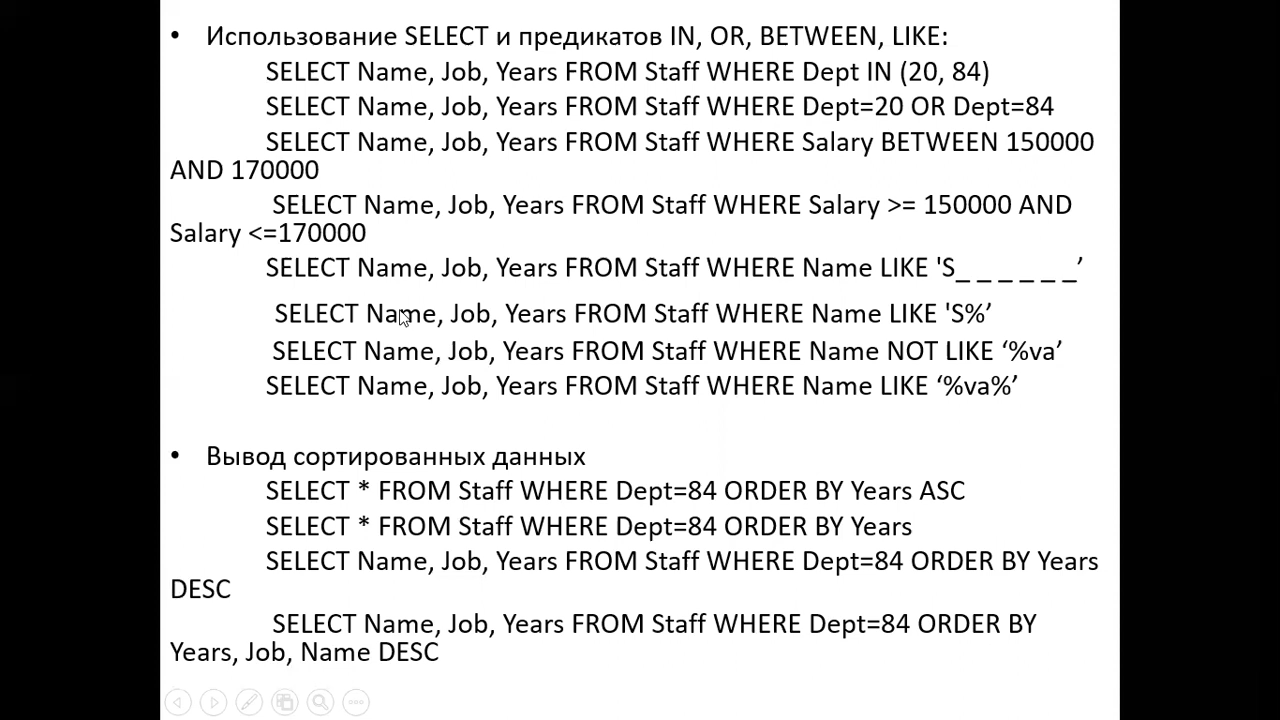 • Использование SELECT и предикатов IN, OR, BETWEEN, LIKE:
SELECT Name, Job, Years FROM Staff WHERE Dept IN (20, 84)
SELECT Name, Job, Years FROM Staff WHERE Dept=20 OR Dept=84
SELECT Name, Job, Years FROM Staff WHERE Salary BETWEEN 150000
AND 170000
SELECT Name, Job, Years FROM Staff WHERE Salary >= 150000 AND
Salary <=170000
SELECT Name, Job, Years FROM Staff WHERE Name LIKE 'S_ _ _ _ _ _’
SELECT Name, Job, Years FROM Staff WHERE Name LIKE 'S%’
SELECT Name, Job, Years FROM Staff WHERE Name NOT LIKE ‘%va’
SELECT Name, Job, Years FROM Staff WHERE Name LIKE ‘%va%’
• Вывод сортированных данных
SELECT * FROM Staff WHERE Dept=84 ORDER BY Years ASC
SELECT * FROM Staff WHERE Dept=84 ORDER BY Years
SELECT Name, Job, Years FROM Staff WHERE Dept=84 ORDER BY Years
DESC
SELECT Name, Job, Years FROM Staff WHERE Dept=84 ORDER BY
Years, Job, Name DESC